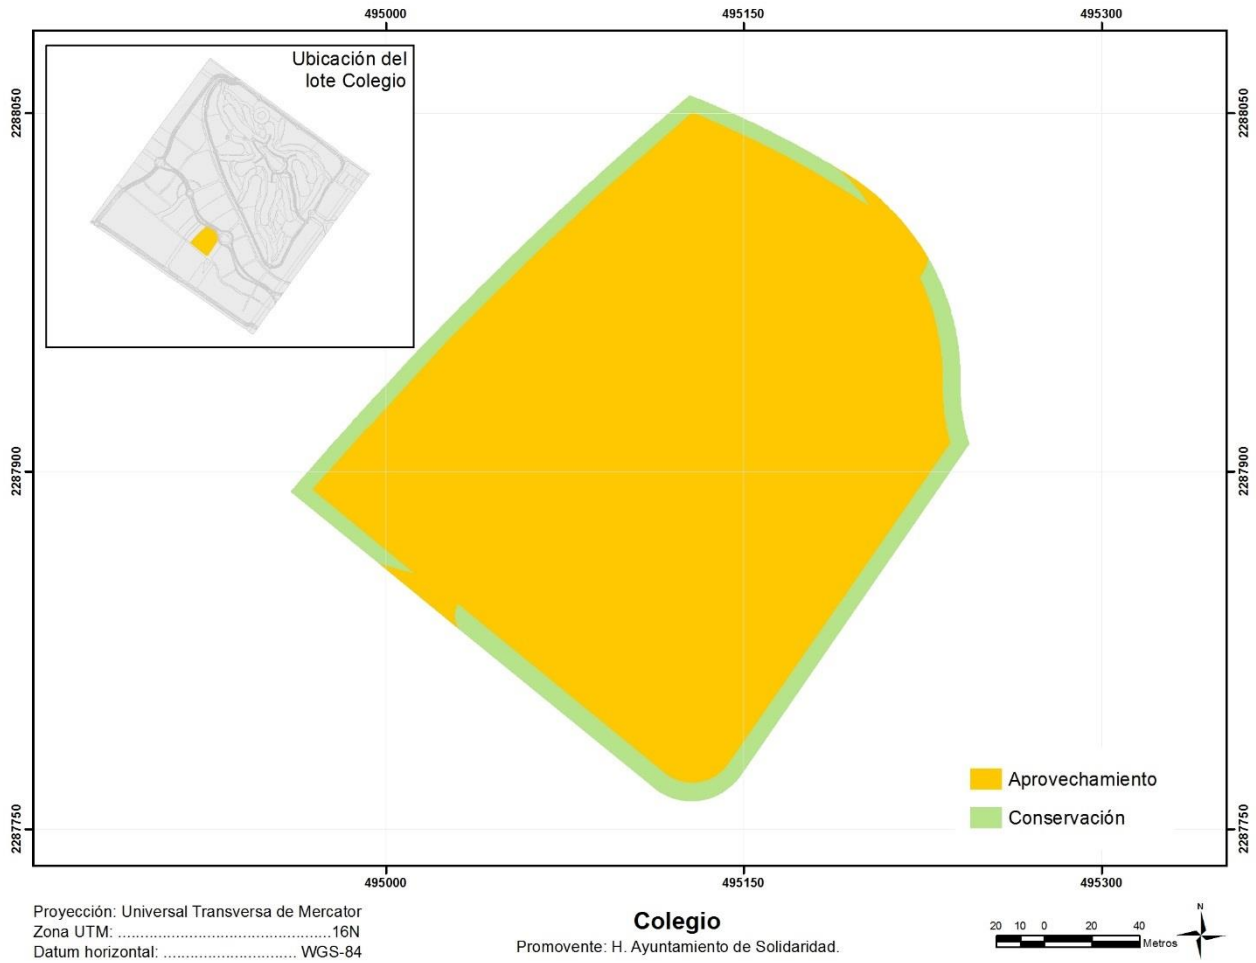 495000
495150
495300
Ubicación del
lote Colegio
2288050
2288050
2287900
2287900
2287750
2287750
Aprovechamiento
Conservación
495000
495150
495300
Proyección: Universal Transversa de Mercator
Zona UTM: ............................................16N
Datum horizontal: ............................ WGS-84
Colegio
Promovente: H. Ayuntamiento de Solidaridad.
20 10 0 20 40
Metros
N